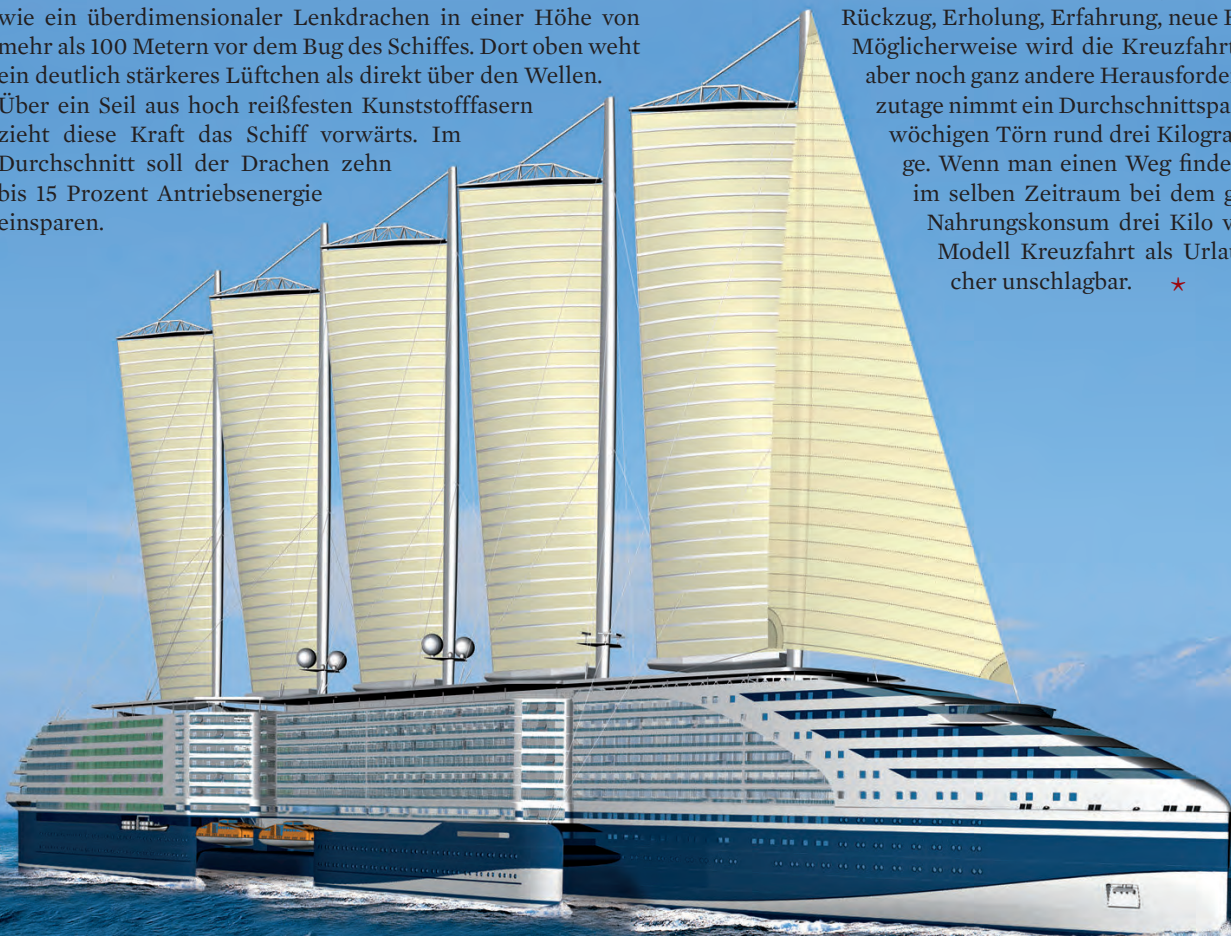 wie ein überdimensionaler Lenkdrachen in einer Höhe von
mehr als 100 Metern vor dem Bug des Schiffes. Dort oben weht
ein deutlich stärkeres Lüftchen als direkt über den Wellen.
Über ein Seil aus hoch reißfesten Kunststofffasern
zieht diese Kraft das Schiff vorwärts. Im
Durchschnitt soll der Drachen zehn
bis 15 Prozent Antriebsenergie
einsparen.
Rückzug, Erholung, Erfahrung, neue
Möglicherweise wird die Kreuzfahrt
aber noch ganz andere Herausforde
zutage nimmt ein Durchschnittspa
wöchigen Törn rund drei Kilogra
ge. Wenn man einen Weg finde
im selben Zeitraum bei dem g
Nahrungskonsum drei Kilo v
Modell Kreuzfahrt als Urlau
cher unschlagbar. ★